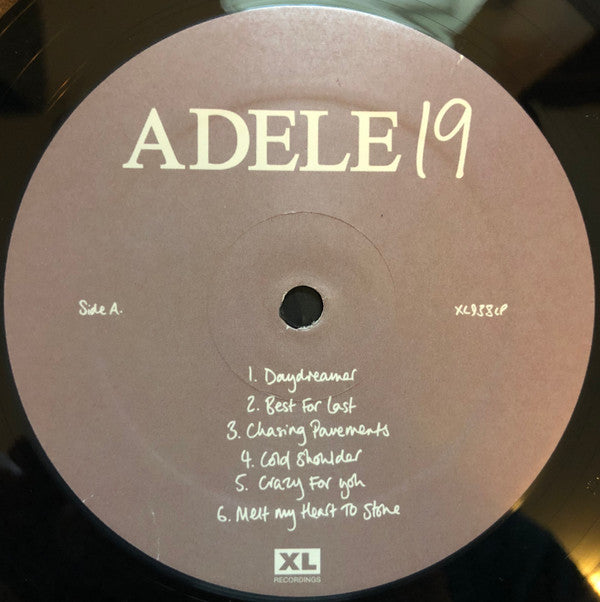 ADELE 19
Side A.
XL938LP
1. Daydreamer
2. Best For Last
3. Chasing Pavements
4. Cold Shoulder
5. Crazy For You
6. Melt my Heart To Stone
XL
RECORDINGS